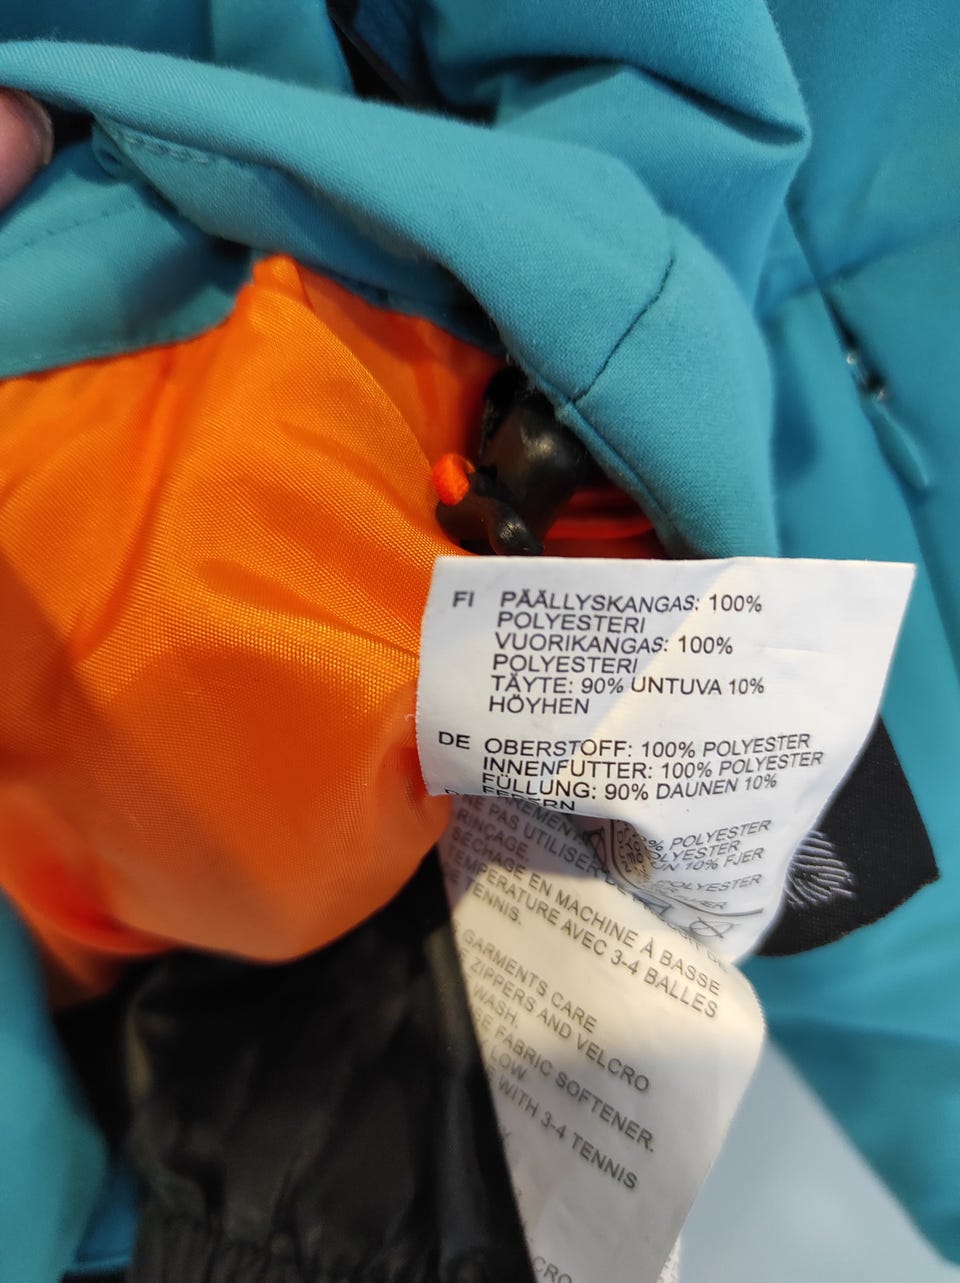 FI PÄÄLLYSKANGAS: 100%
POLYESTERI
VUORIKANGAS: 100%
POLYESTERI
TÄYTE: 90% UNTUVA 10%
HÖYHEN
DE OBERSTOFF: 100% POLYESTER
INNENFUTTER: 100% POLYESTER
FÜLLUNG: 90% DAUNEN 10%
FEDERN
% POLYESTER
POLYESTER
10% FJER
POLYESTER
NE PAS UTILISER
RINÇAGE.
SÉCHAGE EN MACHINE À BASSE
TEMPÉRATURE AVEC 3-4 BALLES
TENNIS.
GARMENTS CARE
ZIPPERS AND VELCRO
WASH.
FABRIC SOFTENER.
LOW
WITH 3-4 TENNIS